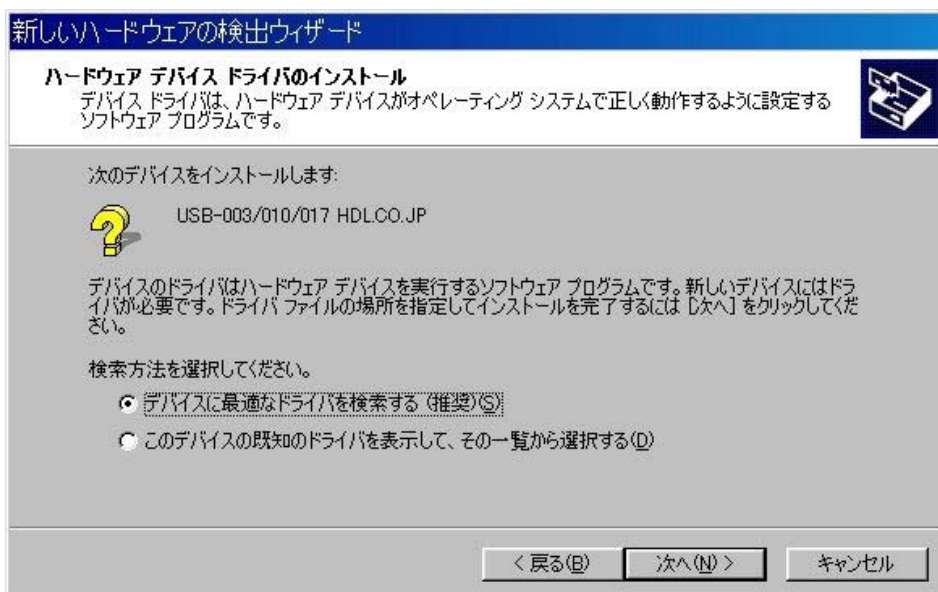 新しいハードウェアの検出ウィザード
ハードウェア デバイス ドライバのインストール
デバイス ドライバは、ハードウェア デバイスがオペレーティング システムで正しく動作するように設定する
ソフトウェア プログラムです。
次のデバイスをインストールします:
USB-003/010/017 HDL.CO.JP
デバイスのドライバはハードウェア デバイスを実行するソフトウェア プログラムです。新しいデバイスにはドラ
イバが必要です。ドライバ ファイルの場所を指定してインストールを完了するには [次へ] をクリックしてくだ
さい。
検索方法を選択してください。
デバイスに最適なドライバを検索する (推奨)(S)
このデバイスの既知のドライバを表示して、その一覧から選択する(D)
< 戻る(B)
次へ(N) >
キャンセル